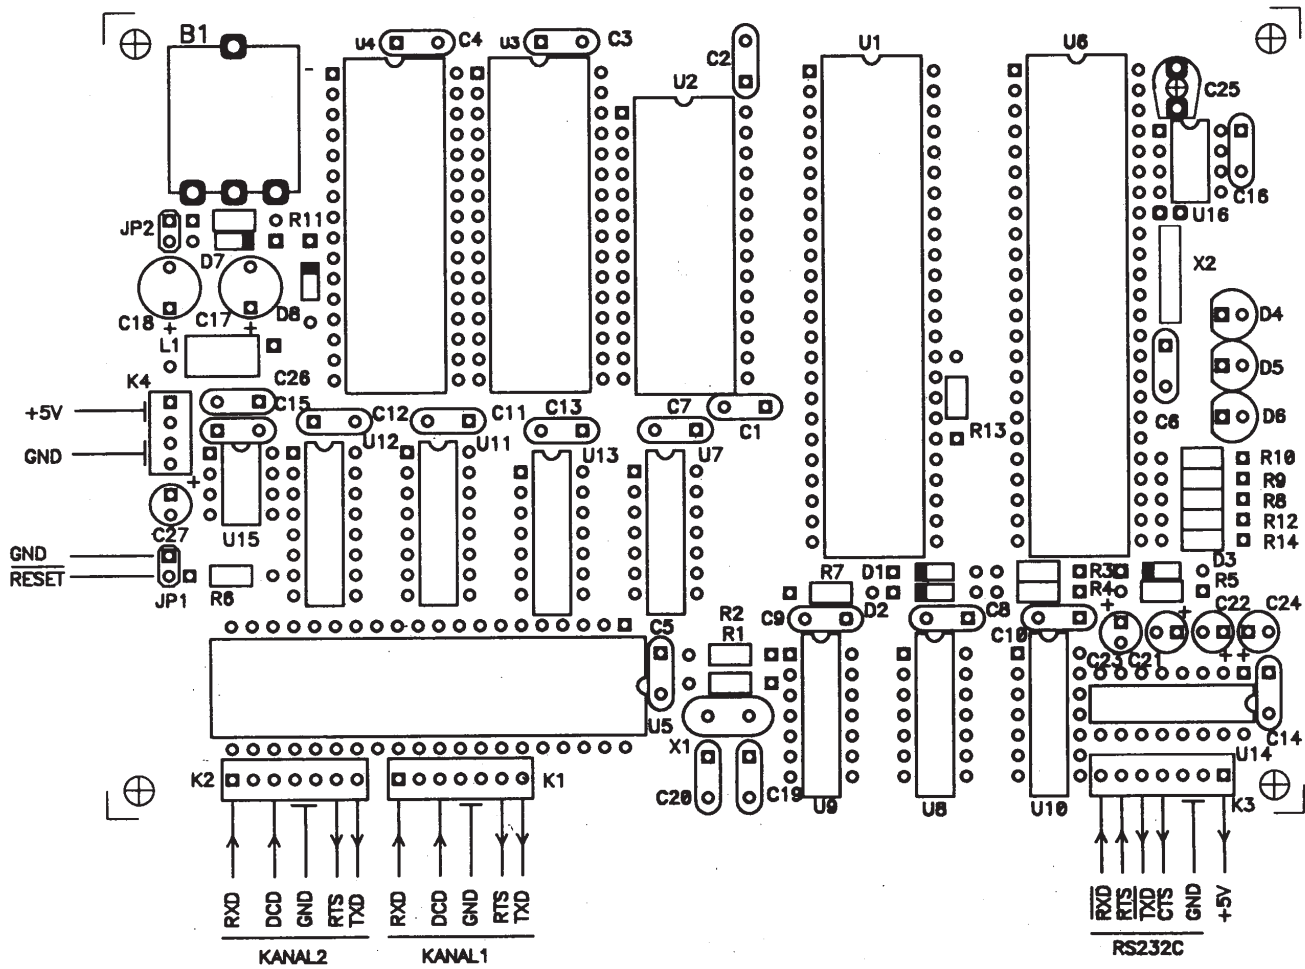 B1
U4
C4
U3
C3
C2
U2
U1
U6
C25
C16
U16
JP2
R11
D7
C18
C17
D8
X2
D4
L1
K4
C26
C15
D5
+5V
C12
U12
C11
U11
C13
U13
C7
U7
C1
R13
C6
D6
GND
R10
R9
R8
R12
R14
C27
U15
GND
RESET
JP1
R6
R7
D1
R3
D3
R4
R5
C9
D2
C8
C10
C22
C24
C5
R2
R1
C23
C21
U5
X1
U14
C14
K2
K1
C20
C19
U9
U8
U10
K3
RXD
DCD
GND
RTS
TXD
RXD
DCD
GND
RTS
TXD
RXD
RTS
TXD
CTS
GND
+5V
KANAL2
KANAL1
RS232C